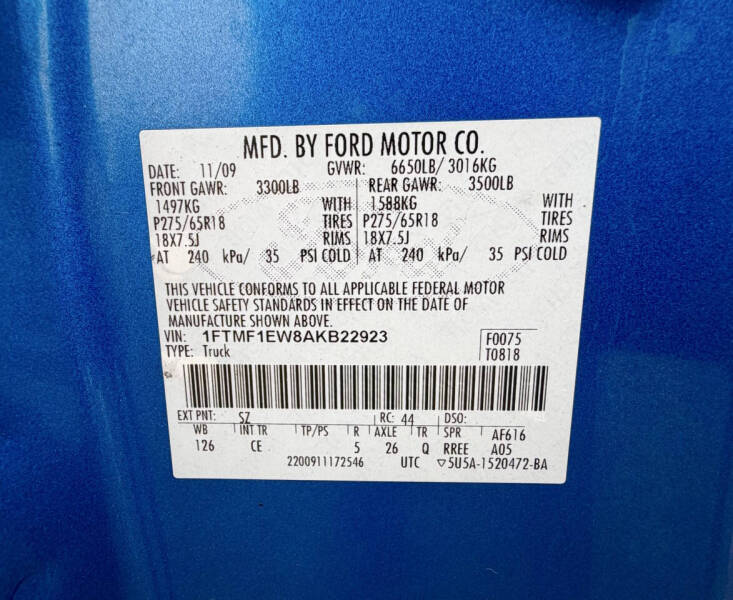 MFD. BY FORD MOTOR CO.
DATE: 11/09 GVWR: 6650LB/ 3016KG
FRONT GAWR: 3300LB REAR GAWR: 3500LB
1497KG WITH 1588KG WITH
P275/65R18 TIRES P275/65R18 TIRES
18X7.5J RIMS 18X7.5J RIMS
AT 240 kPa/ 35 PSI COLD AT 240 kPa/ 35 PSI COLD
THIS VEHICLE CONFORMS TO ALL APPLICABLE FEDERAL MOTOR
VEHICLE SAFETY STANDARDS IN EFFECT ON THE DATE OF
MANUFACTURE SHOWN ABOVE.
VIN: 1FTMF1EW8AKB22923 F0075
TYPE: Truck T0818
EXT PNT: SZ RC: 44 DSO:
WB INT TR TP/PS R AXLE TR SPR AF616
126 CE 5 26 Q RREE A05
2200911172546 UTC ▽5U5A-1520472-BA